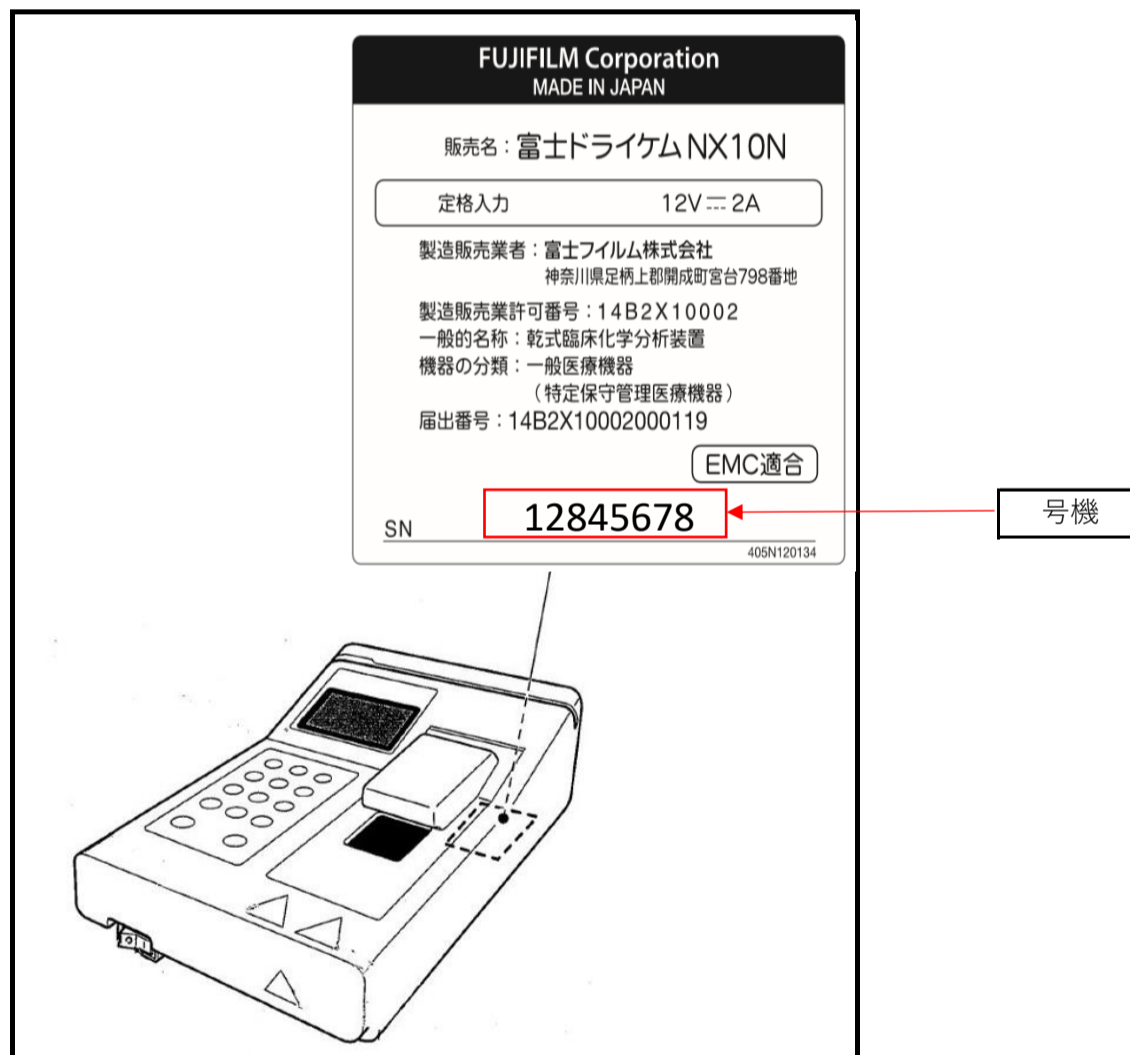 FUJIFILM Corporation
MADE IN JAPAN
販売名：富士ドライケム NX10N
定格入力 12V⎓2A
製造販売業者：富士フイルム株式会社
神奈川県足柄上郡開成町宮台798番地
製造販売業許可番号：14B2X10002
一般的名称：乾式臨床化学分析装置
機器の分類：一般医療機器
（特定保守管理医療機器）
届出番号：14B2X10002000119
EMC適合
SN 12845678
号機
405N120134